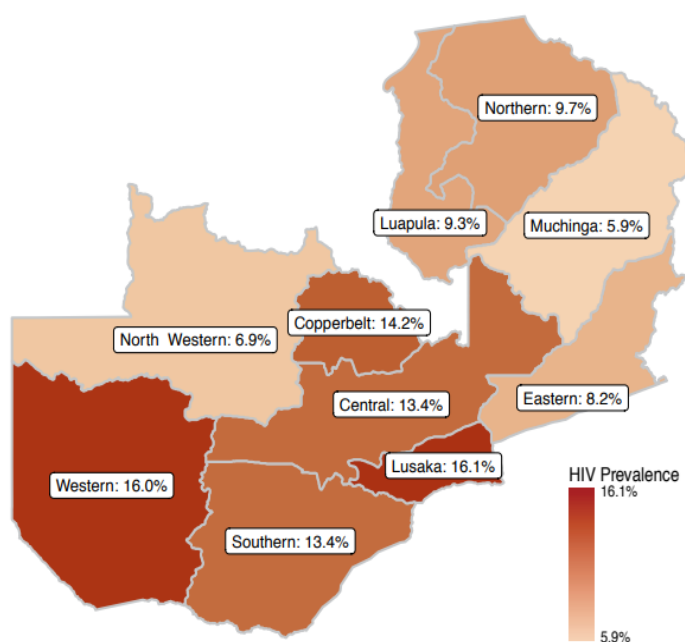 Northern: 9.7%
Luapula: 9.3%
Muchinga: 5.9%
Copperbelt: 14.2%
North  Western: 6.9%
Central: 13.4%
Eastern: 8.2%
Lusaka: 16.1%
Western: 16.0%
Southern: 13.4%
HIV Prevalence
16.1%
5.9%